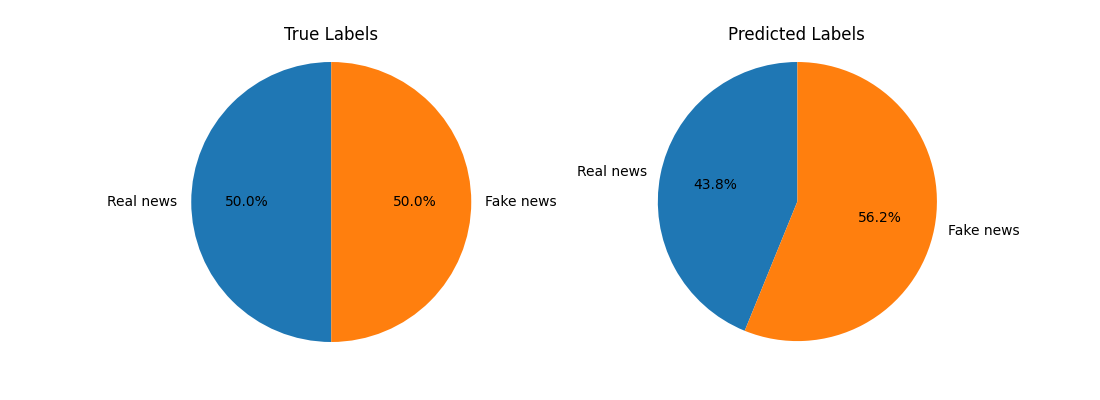 True Labels
Real news
50.0%
50.0%
Fake news
Predicted Labels
Real news
43.8%
56.2%
Fake news